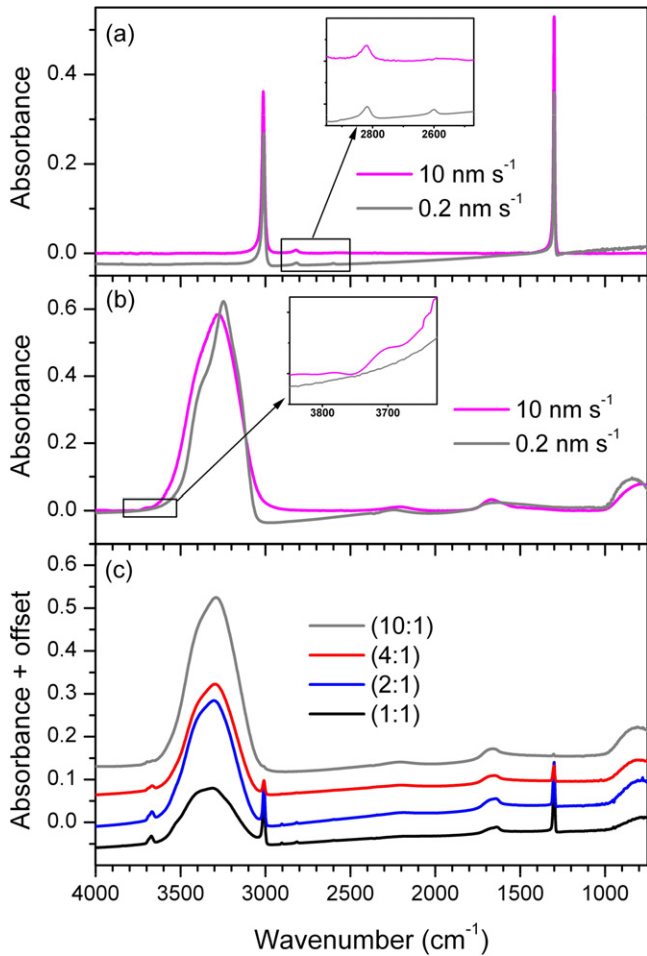 (a)
Absorbance
0.4
0.2
0.0
2800 2600
10 nm s⁻¹
0.2 nm s⁻¹
(b)
Absorbance
0.6
0.4
0.2
0.0
3800 3700
10 nm s⁻¹
0.2 nm s⁻¹
(c)
Absorbance + offset
0.6
0.5
0.4
0.3
0.2
0.1
0.0
(10:1)
(4:1)
(2:1)
(1:1)
4000 3500 3000 2500 2000 1500 1000
Wavenumber (cm⁻¹)